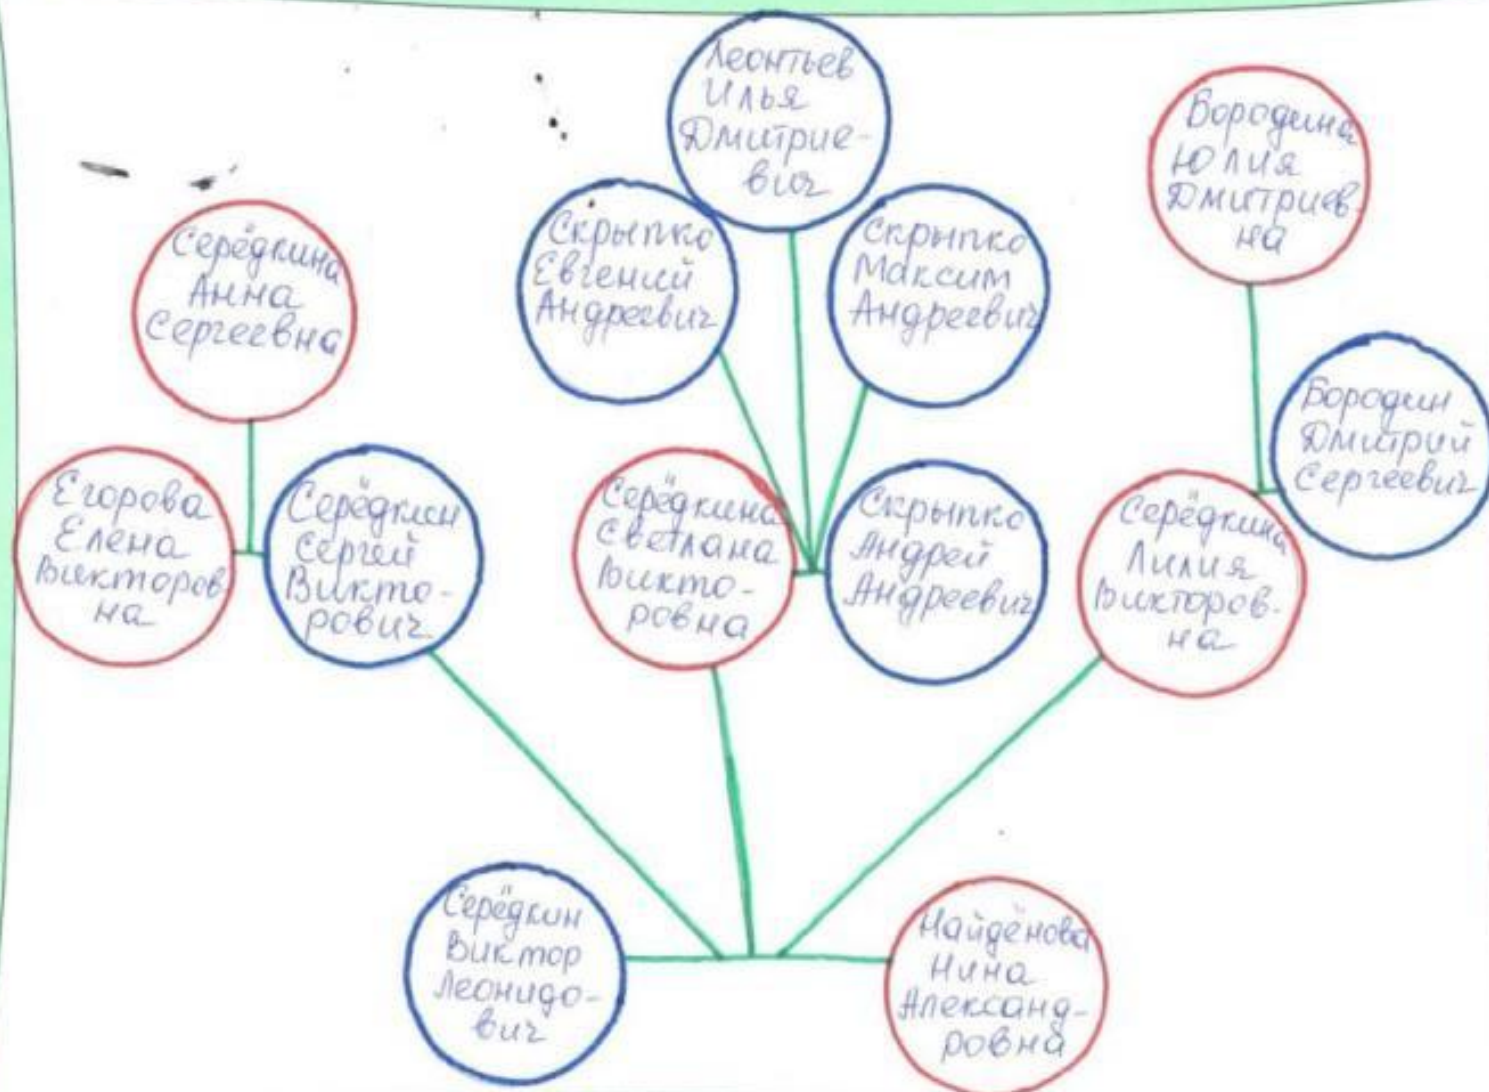 Леонтьев
Илья
Дмитрие-
вич
Бородина
Юлия
Дмитриев-
на
Серёдкина
Анна
Сергеевна
Скрыпко
Евгений
Андреевич
Скрыпко
Максим
Андреевич
Бородин
Дмитрий
Сергеевич
Егорова
Елена
Викторов-
на
Серёдкин
Сергей
Викто-
рович
Серёдкина
Светлана
Викто-
ровна
Скрыпко
Андрей
Андреевич
Серёдкина
Лилия
Викторов-
на
Серёдкин
Виктор
Леонидо-
вич
Найдёнова
Нина
Александ-
ровна